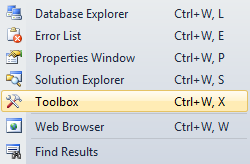 Database Explorer Ctrl+W, L
Error List Ctrl+W, E
Properties Window Ctrl+W, P
Solution Explorer Ctrl+W, S
Toolbox Ctrl+W, X
Web Browser Ctrl+W, W
Find Results